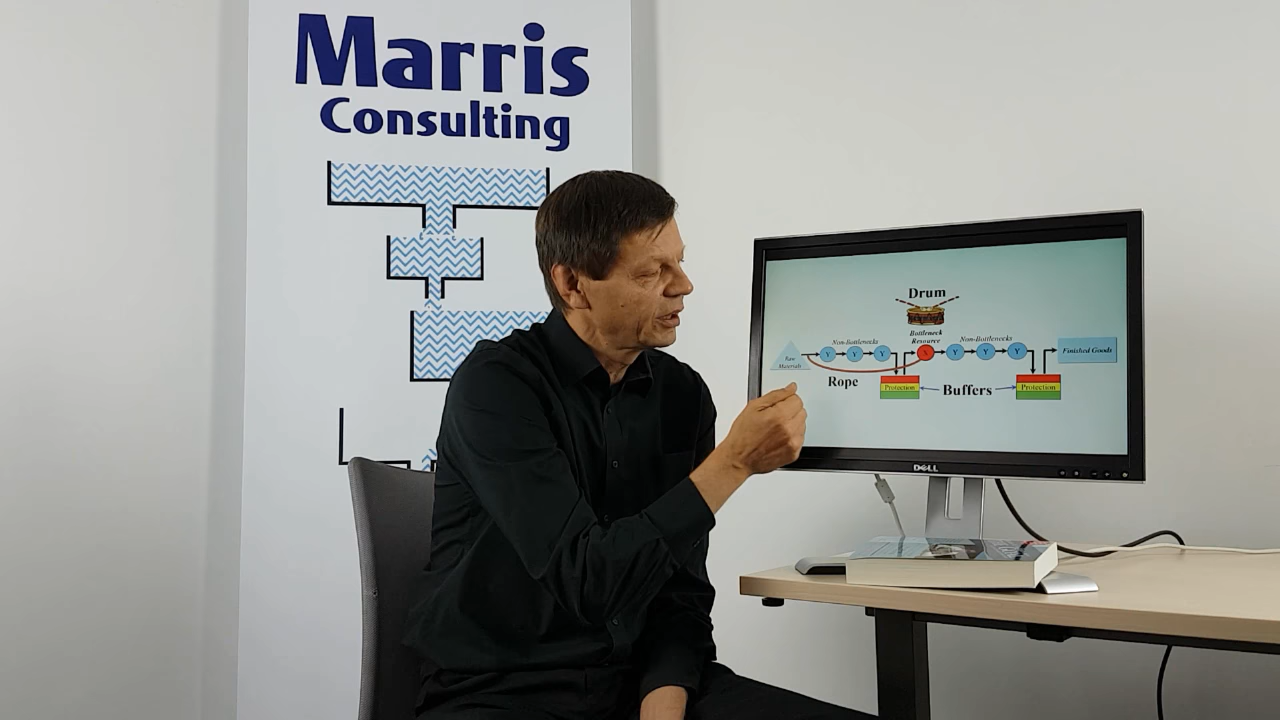 Marris
Consulting
Drum
Bottleneck
Resource
Non-Bottlenecks
Non-Bottlenecks
Raw
Materials
Y
Y
Y
X
Y
Y
Y
Finished Goods
Rope
Protection
Buffers
Protection
DELL